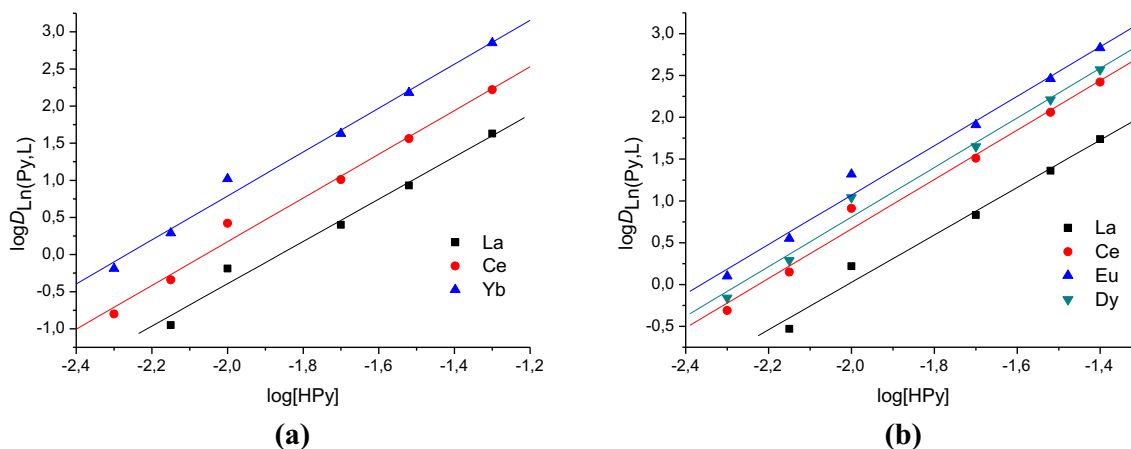 3,0
2,5
2,0
1,5
1,0
0,5
0,0
-0,5
-1,0
logD_Ln(Py,L)
La
Ce
Yb
-2,4 -2,2 -2,0 -1,8 -1,6 -1,4 -1,2
log[HPy]
(a)
3,0
2,5
2,0
1,5
1,0
0,5
0,0
-0,5
logD_Ln(Py,L)
La
Ce
Eu
Dy
-2,4 -2,2 -2,0 -1,8 -1,6 -1,4
log[HPy]
(b)